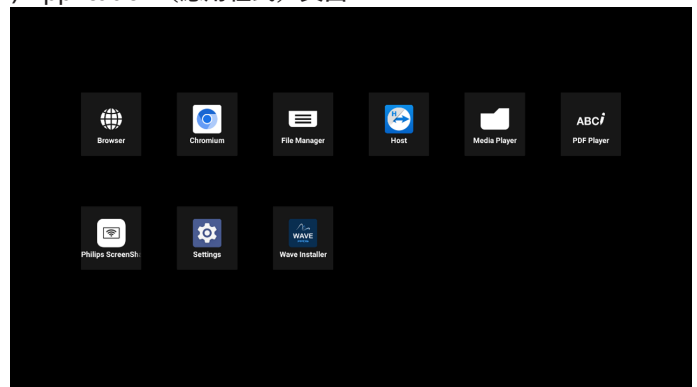 Browser
Chromium
File Manager
H
Host
Media Player
ABCi
PDF Player
Philips ScreenSh
Settings
WAVE
Wave Installer